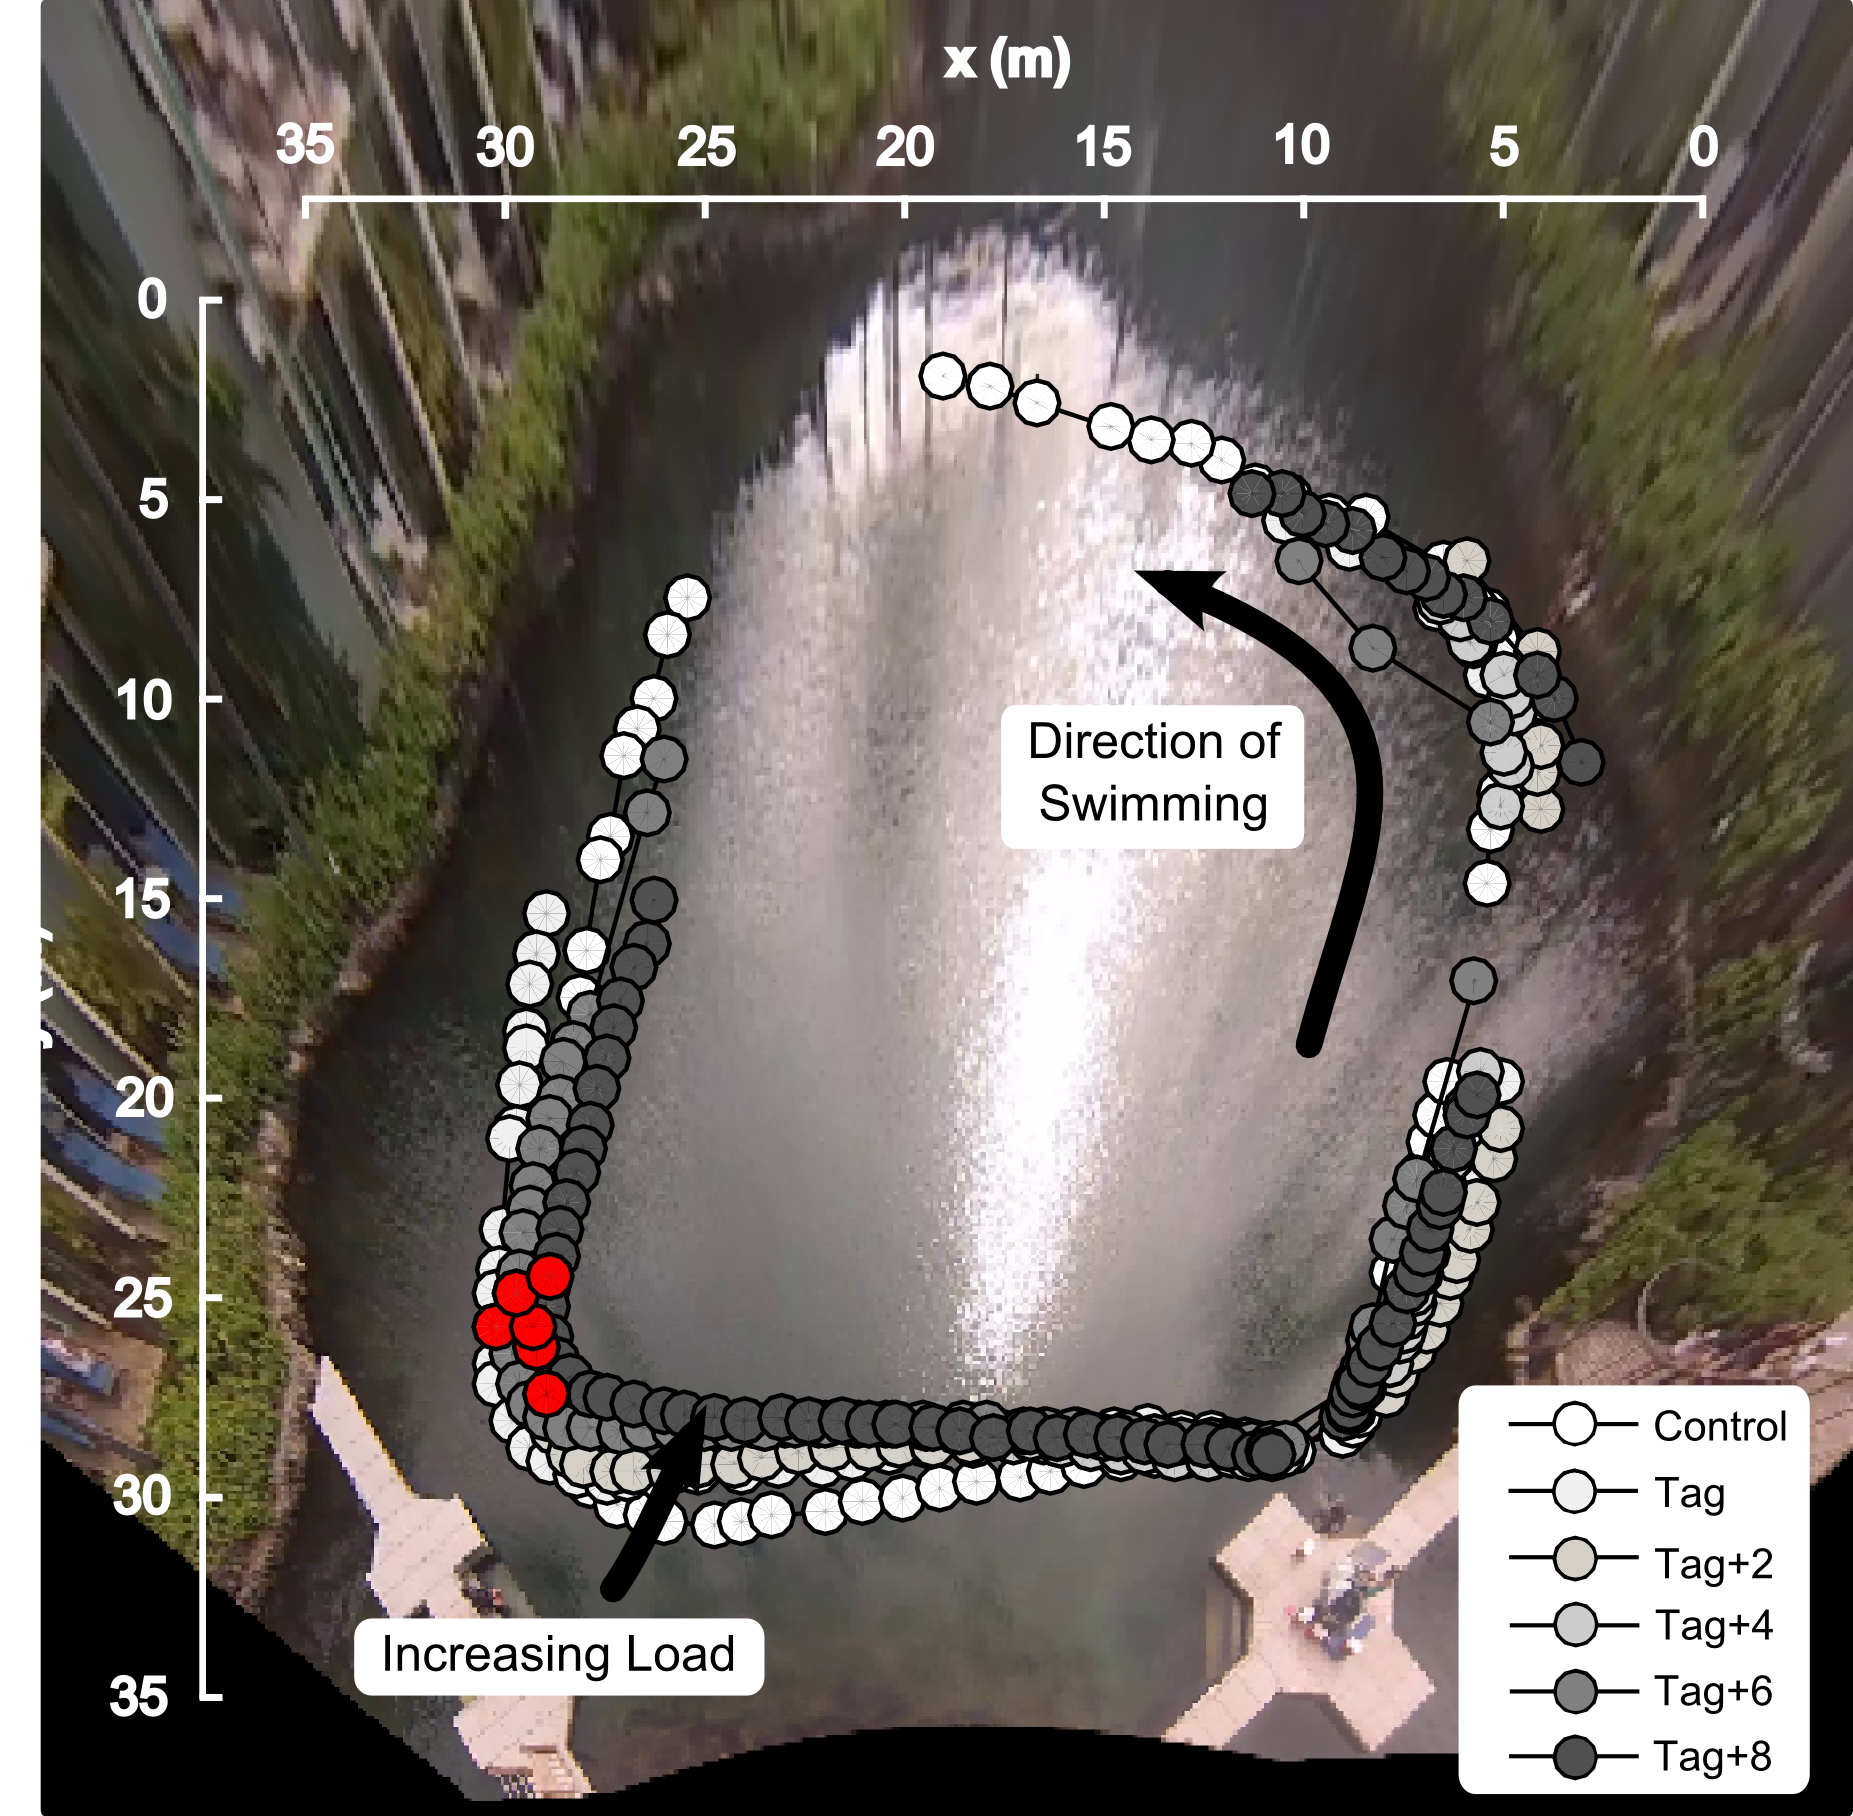 x (m)
35 30 25 20 15 10 5 0
0
5
10
15
20
25
30
35
Direction of
Swimming
Increasing Load
Control
Tag
Tag+2
Tag+4
Tag+6
Tag+8